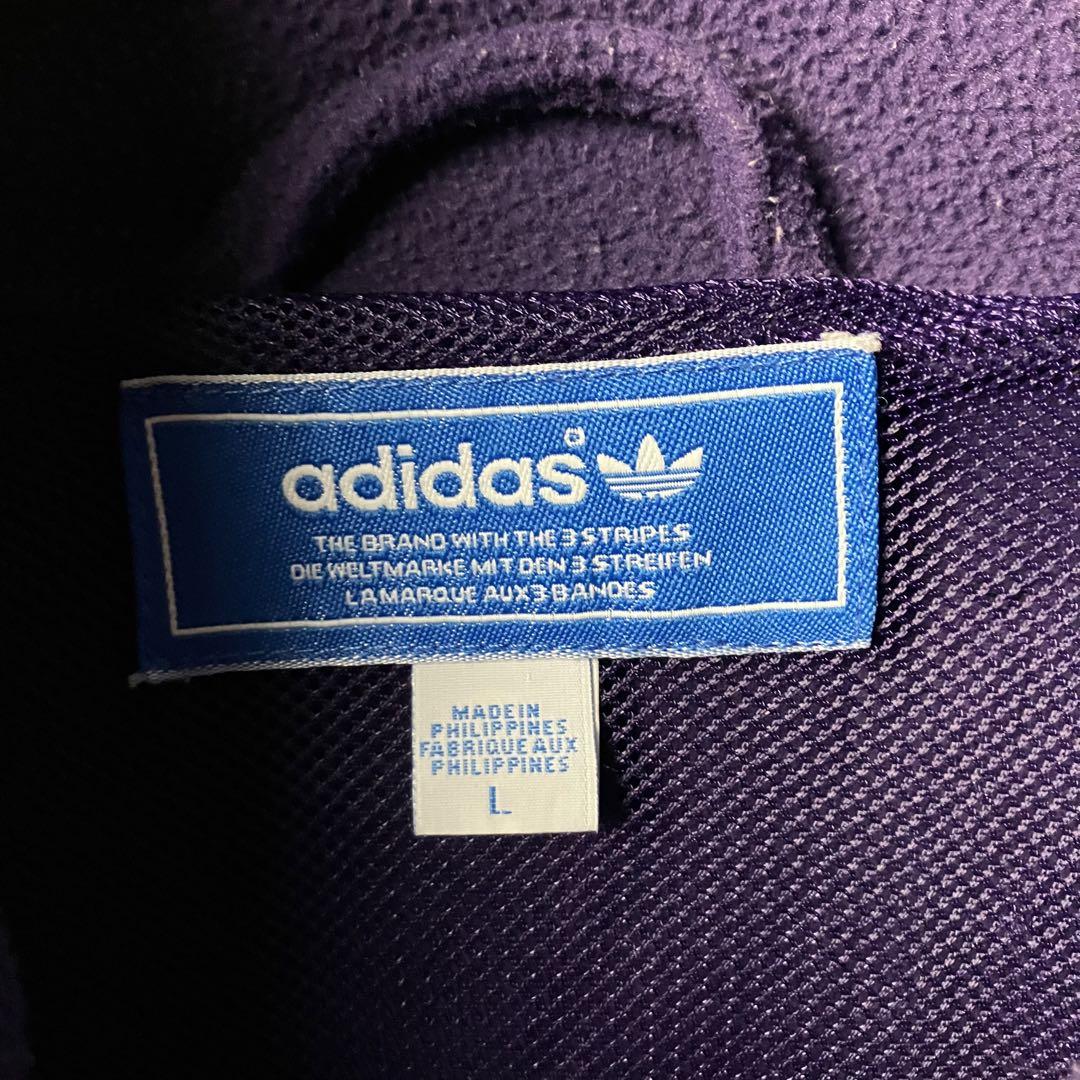 adidas
THE BRAND WITH THE 3 STRIPES
DIE WELTMARKE MIT DEN 3 STREIFEN
LA MARQUE AUX 3 BANDES
MADE IN
PHILIPPINES
FABRIQUE AUX
PHILIPPINES
L